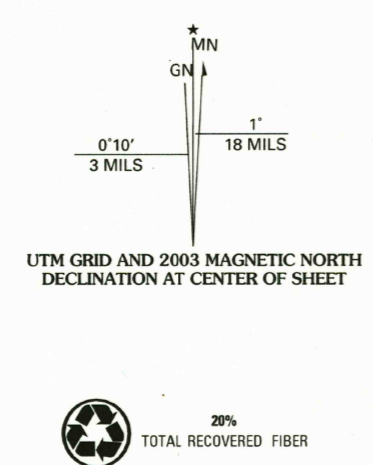 ★
MN
GN
1°
18 MILS
0°10′
3 MILS
UTM GRID AND 2003 MAGNETIC NORTH
DECLINATION AT CENTER OF SHEET
20%
TOTAL RECOVERED FIBER